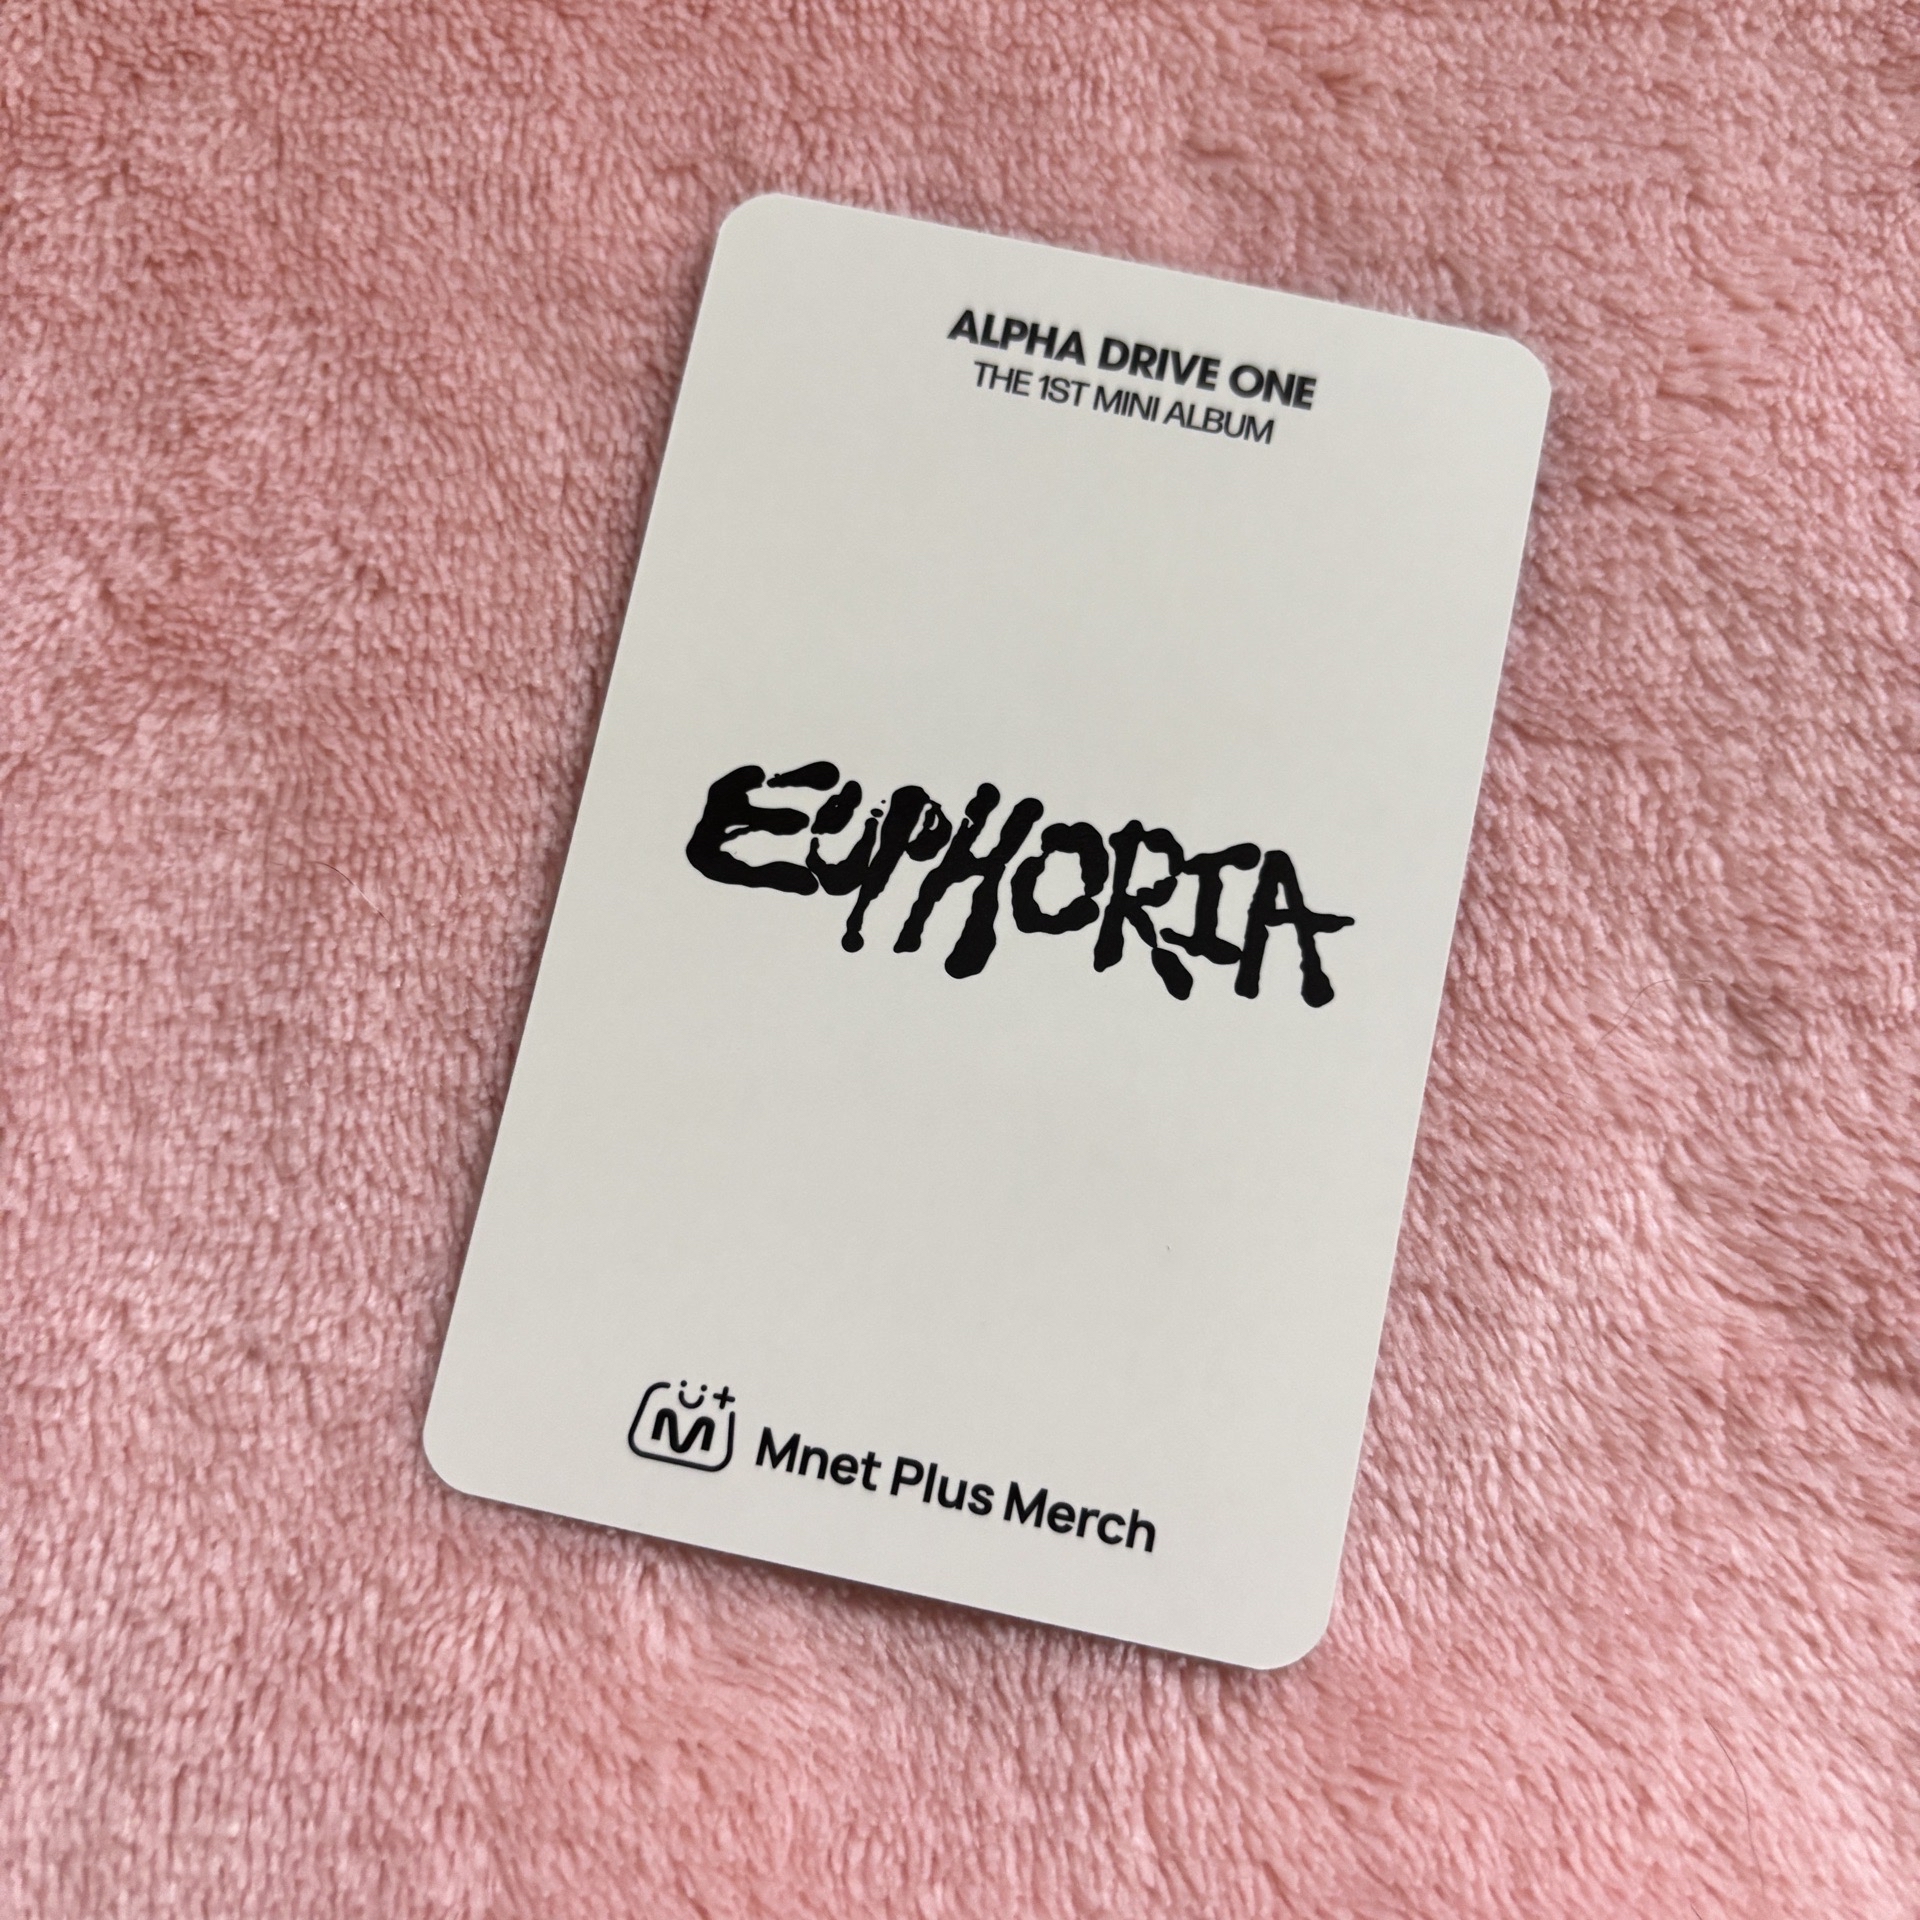 ALPHA DRIVE ONE
THE 1ST MINI ALBUM
EUPHORIA
M+ Mnet Plus Merch